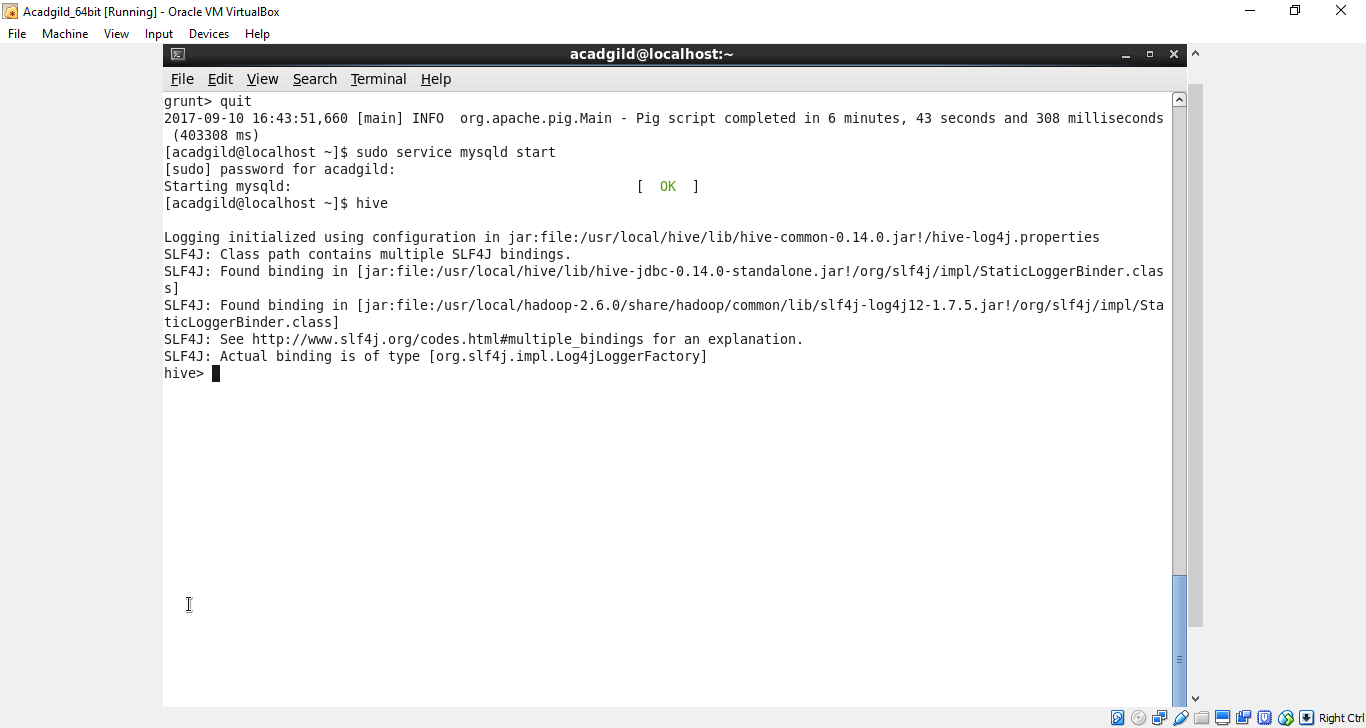 Acadgild_64bit [Running] - Oracle VM VirtualBox
File Machine View Input Devices Help
acadgild@localhost:~
File Edit View Search Terminal Help
grunt> quit
2017-09-10 16:43:51,660 [main] INFO  org.apache.pig.Main - Pig script completed in 6 minutes, 43 seconds and 308 milliseconds
 (403308 ms)
[acadgild@localhost ~]$ sudo service mysqld start
[sudo] password for acadgild:
Starting mysqld:                                           [  OK  ]
[acadgild@localhost ~]$ hive
Logging initialized using configuration in jar:file:/usr/local/hive/lib/hive-common-0.14.0.jar!/hive-log4j.properties
SLF4J: Class path contains multiple SLF4J bindings.
SLF4J: Found binding in [jar:file:/usr/local/hive/lib/hive-jdbc-0.14.0-standalone.jar!/org/slf4j/impl/StaticLoggerBinder.clas
s]
SLF4J: Found binding in [jar:file:/usr/local/hadoop-2.6.0/share/hadoop/common/lib/slf4j-log4j12-1.7.5.jar!/org/slf4j/impl/Sta
ticLoggerBinder.class]
SLF4J: See http://www.slf4j.org/codes.html#multiple_bindings for an explanation.
SLF4J: Actual binding is of type [org.slf4j.impl.Log4jLoggerFactory]
hive>
Right Ctrl